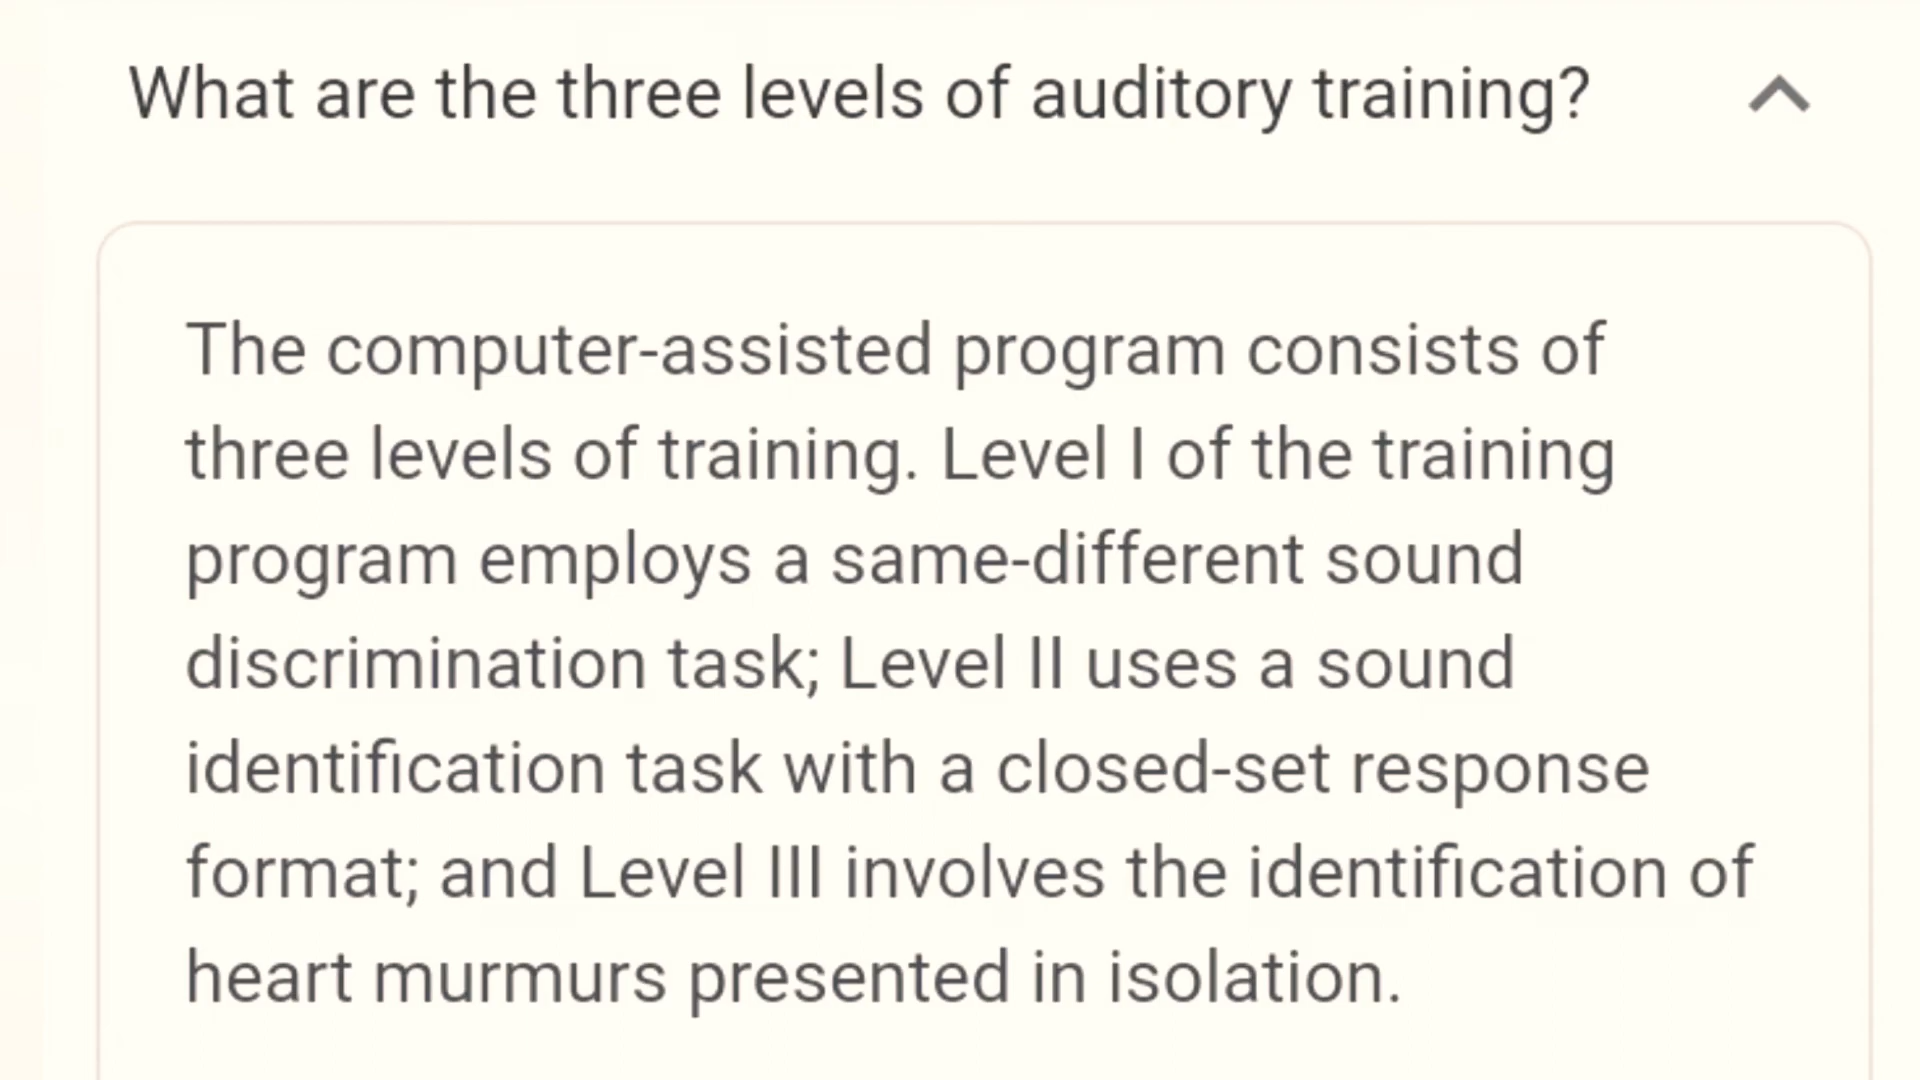 What are the three levels of auditory training?
The computer-assisted program consists of
three levels of training. Level I of the training
program employs a same-different sound
discrimination task; Level II uses a sound
identification task with a closed-set response
format; and Level III involves the identification of
heart murmurs presented in isolation.